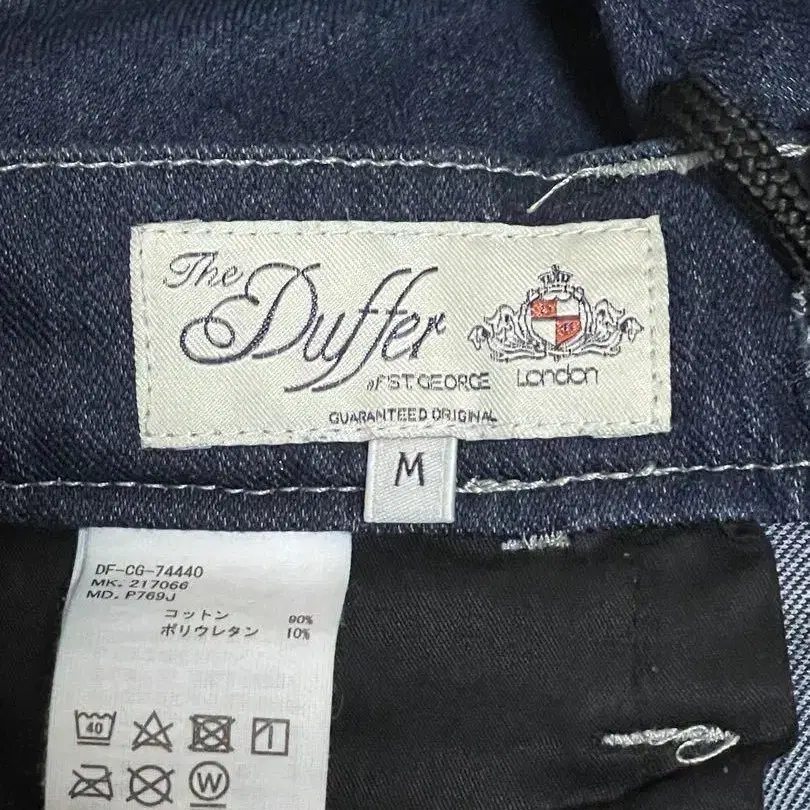 The
Duffer
of ST. GEORGE
London
GUARANTEED ORIGINAL
M
DF-CG-74440
MK. 217066
MD. P769J
コットン 90%
ポリウレタン 10%
40
W